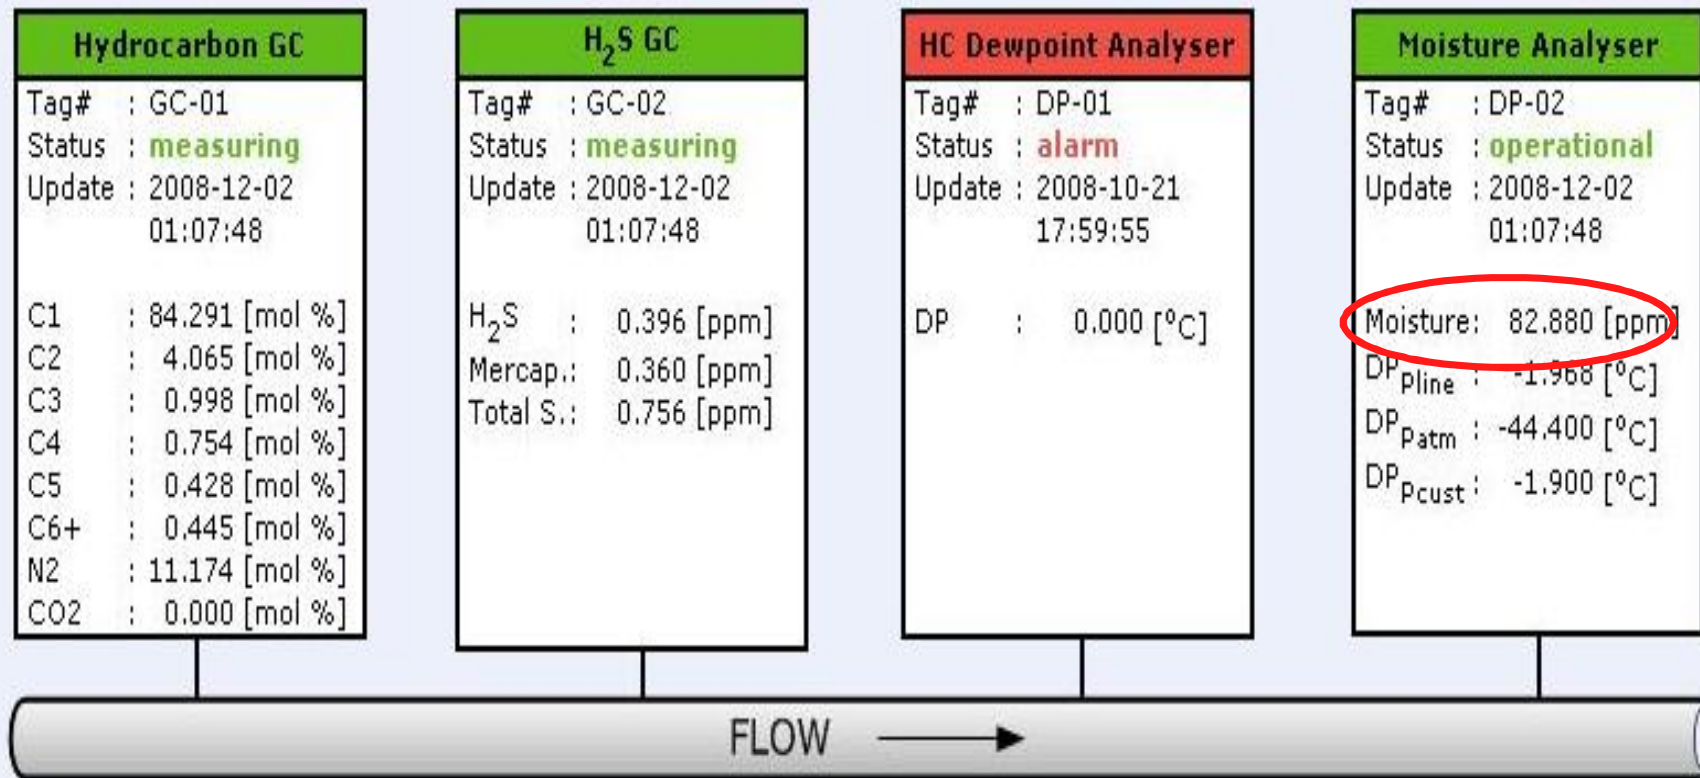 Hydrocarbon GC
Tag# : GC-01
Status : measuring
Update : 2008-12-02
01:07:48
C1 : 84.291 [mol %]
C2 : 4.065 [mol %]
C3 : 0.998 [mol %]
C4 : 0.754 [mol %]
C5 : 0.428 [mol %]
C6+ : 0.445 [mol %]
N2 : 11.174 [mol %]
CO2 : 0.000 [mol %]
H₂S GC
Tag# : GC-02
Status : measuring
Update : 2008-12-02
01:07:48
H₂S : 0.396 [ppm]
Mercap.: 0.360 [ppm]
Total S.: 0.756 [ppm]
HC Dewpoint Analyser
Tag# : DP-01
Status : alarm
Update : 2008-10-21
17:59:55
DP : 0.000 [°C]
Moisture Analyser
Tag# : DP-02
Status : operational
Update : 2008-12-02
01:07:48
Moisture: 82.880 [ppm]
DP Pline : -1.968 [°C]
DP Patm : -44.400 [°C]
DP Pcust : -1.900 [°C]
FLOW